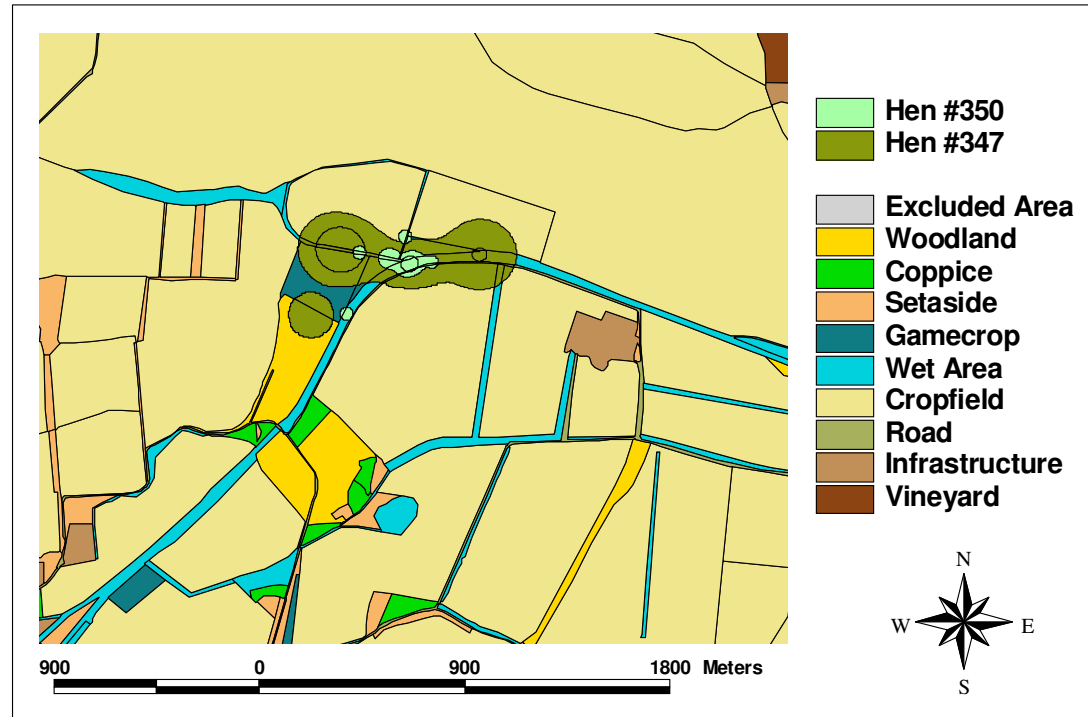 Hen #350
Hen #347
Excluded Area
Woodland
Coppice
Setaside
Gamecrop
Wet Area
Cropfield
Road
Infrastructure
Vineyard
N
W E
S
900 0 900 1800 Meters